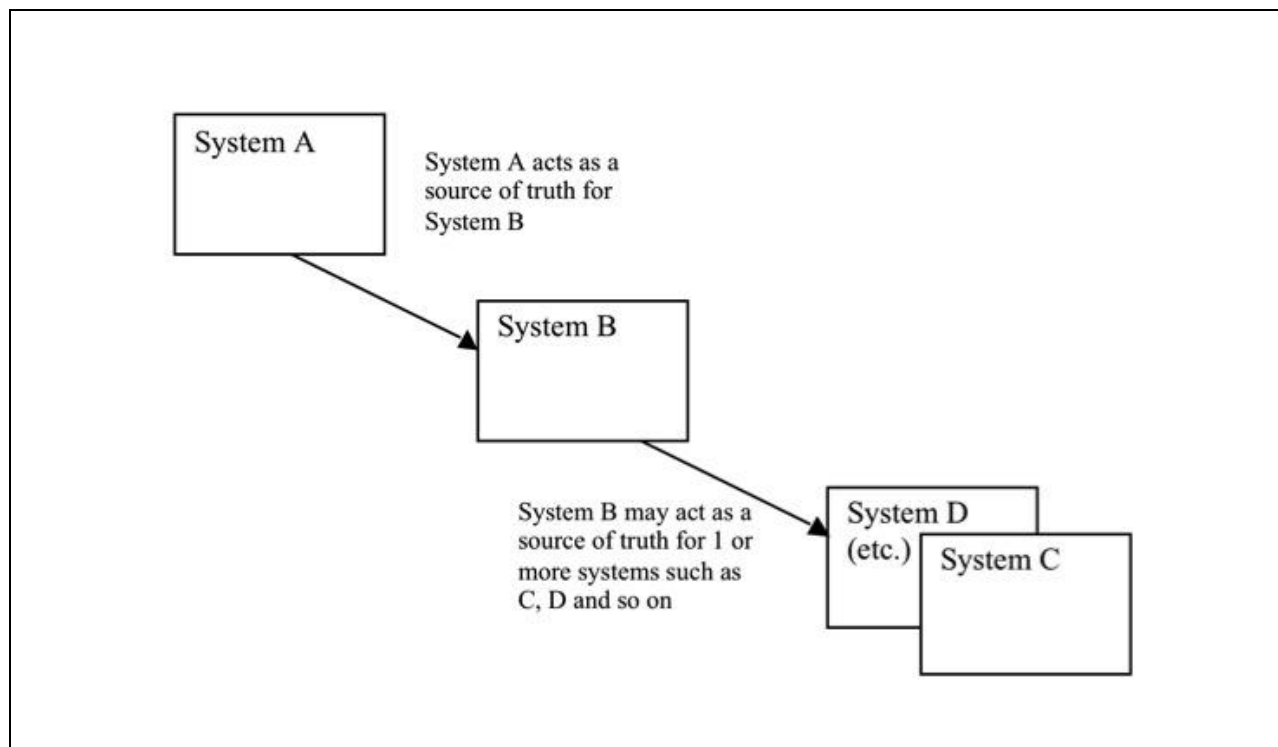 System A
System A acts as a
source of truth for
System B
System B
System B may act as a
source of truth for 1 or
more systems such as
C, D and so on
System D
(etc.)
System C